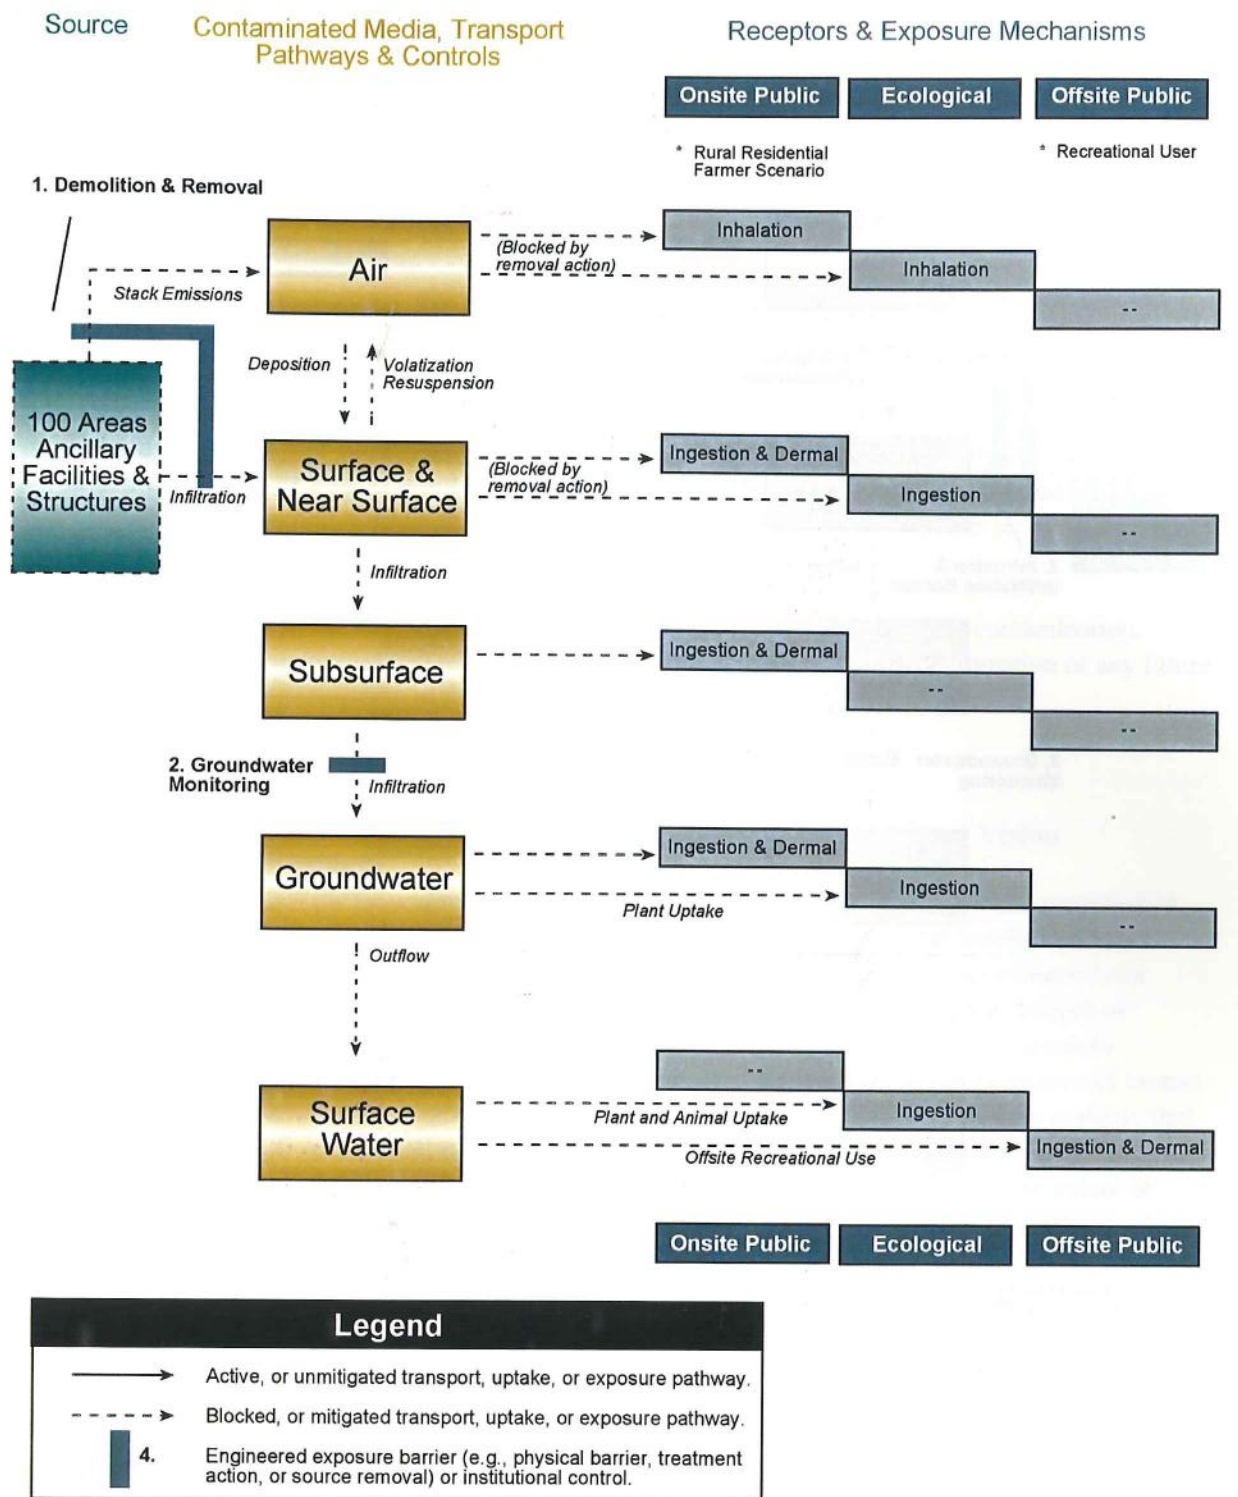 Source
Contaminated Media, Transport
Pathways & Controls
Receptors & Exposure Mechanisms
Onsite Public
Ecological
Offsite Public
* Rural Residential
Farmer Scenario
* Recreational User
1. Demolition & Removal
Air
Stack Emissions
(Blocked by
removal action)
Inhalation
Inhalation
--
Deposition
Volatization
Resuspension
100 Areas
Ancillary
Facilities &
Structures
Infiltration
Surface &
Near Surface
(Blocked by
removal action)
Ingestion & Dermal
Ingestion
--
Infiltration
Subsurface
Ingestion & Dermal
--
--
2. Groundwater
Monitoring
Infiltration
Groundwater
Ingestion & Dermal
Plant Uptake
Ingestion
--
Outflow
Surface
Water
--
Plant and Animal Uptake
Ingestion
Offsite Recreational Use
Ingestion & Dermal
Onsite Public
Ecological
Offsite Public
Legend
Active, or unmitigated transport, uptake, or exposure pathway.
Blocked, or mitigated transport, uptake, or exposure pathway.
4. Engineered exposure barrier (e.g., physical barrier, treatment
action, or source removal) or institutional control.